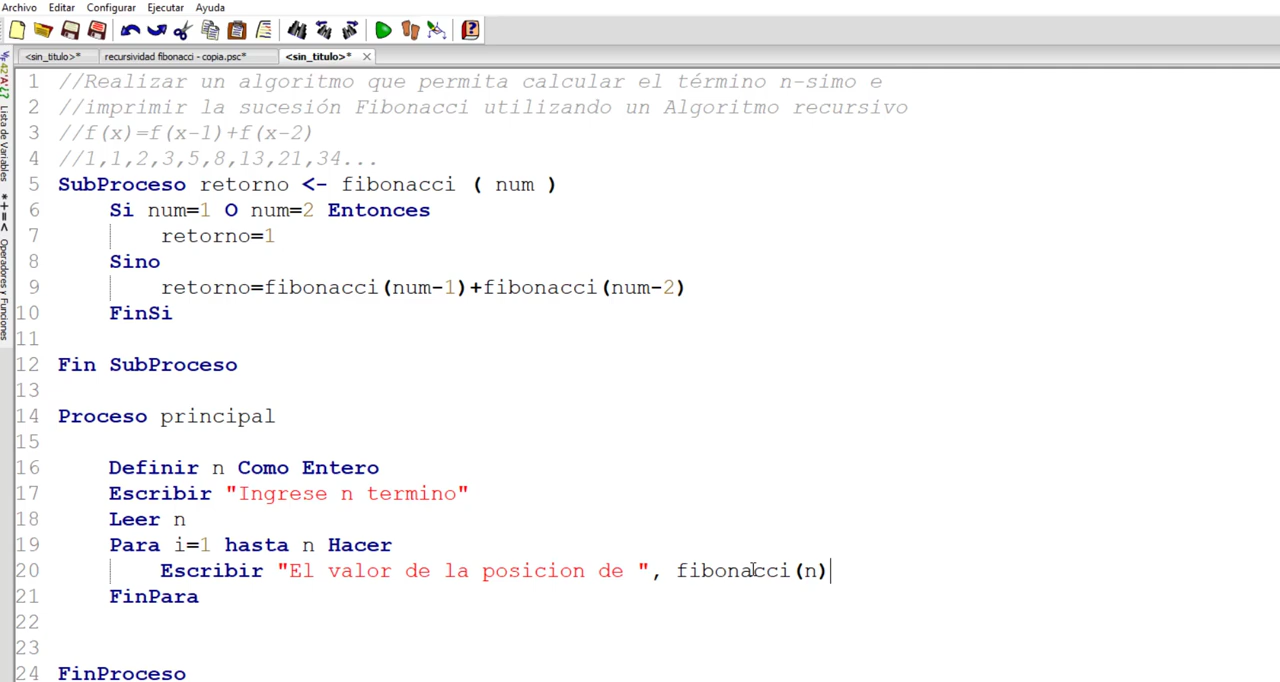 Archivo Editar Configurar Ejecutar Ayuda
<sin_titulo>* recursividad fibonacci - copia.psc* <sin_titulo>*
Lista de Variables
*+=< Operadores y Funciones
1 //Realizar un algoritmo que permita calcular el término n-simo e
2 //imprimir la sucesión Fibonacci utilizando un Algoritmo recursivo
3 //f(x)=f(x-1)+f(x-2)
4 //1,1,2,3,5,8,13,21,34...
5 SubProceso retorno <- fibonacci ( num )
6 Si num=1 O num=2 Entonces
7 retorno=1
8 Sino
9 retorno=fibonacci(num-1)+fibonacci(num-2)
10 FinSi
11
12 Fin SubProceso
13
14 Proceso principal
15
16 Definir n Como Entero
17 Escribir "Ingrese n termino"
18 Leer n
19 Para i=1 hasta n Hacer
20 Escribir "El valor de la posicion de ", fibonacci(n)
21 FinPara
22
23
24 FinProceso